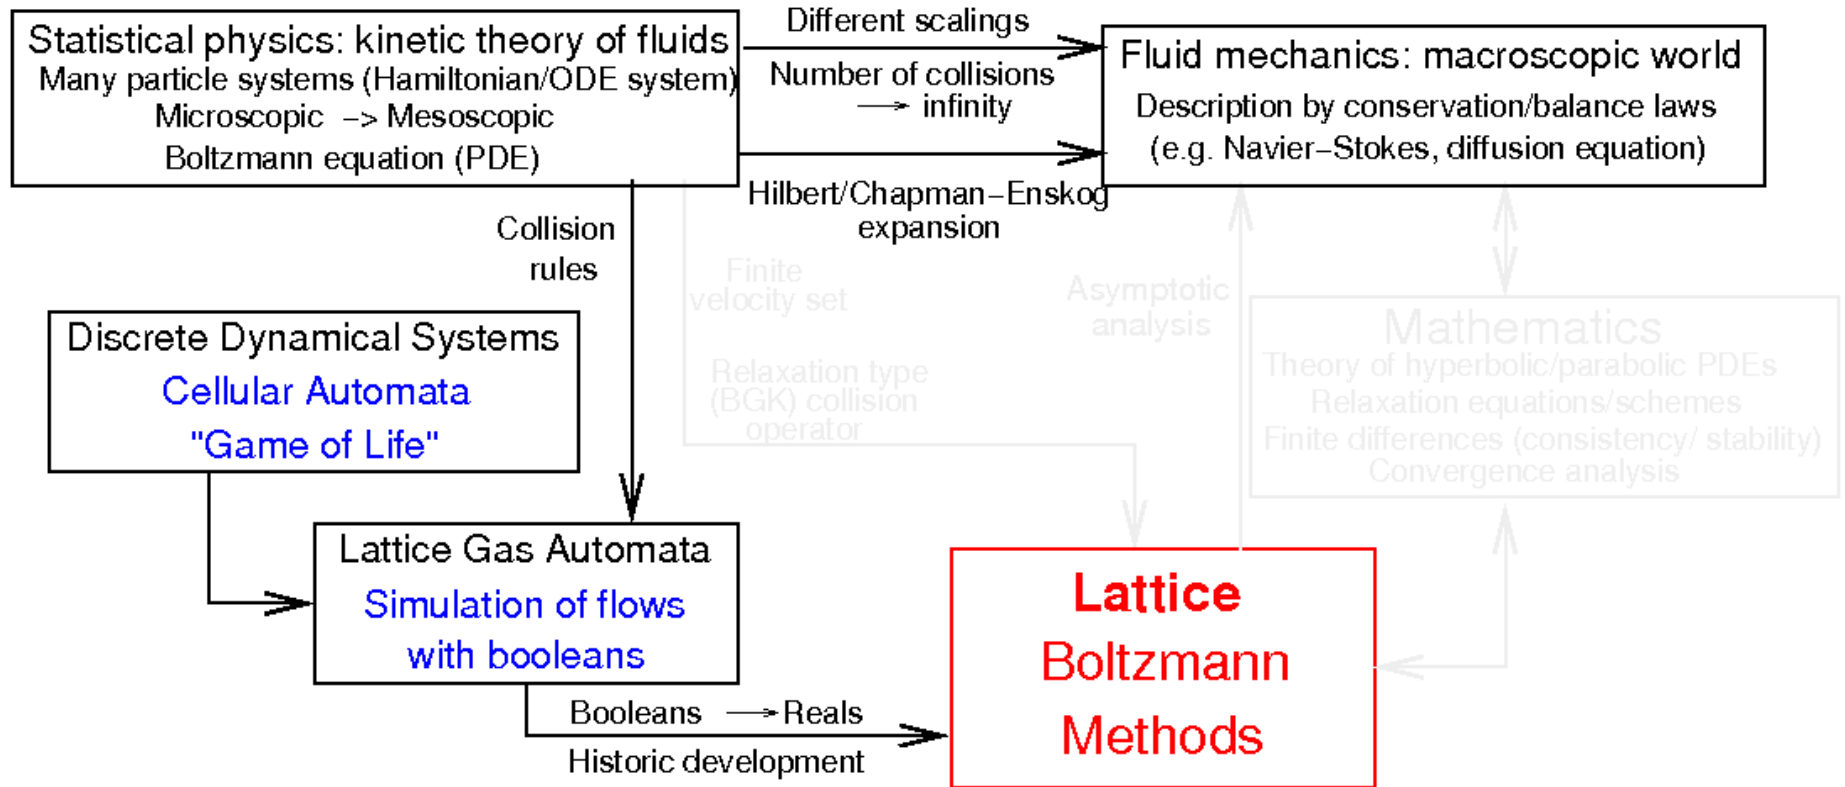 Statistical physics: kinetic theory of fluids
Many particle systems (Hamiltonian/ODE system)
Microscopic −> Mesoscopic
Boltzmann equation (PDE)
Different scalings
Number of collisions
⟶ infinity
Hilbert/Chapman−Enskog
expansion
Fluid mechanics: macroscopic world
Description by conservation/balance laws
(e.g. Navier−Stokes, diffusion equation)
Collision
rules
Finite
velocity set
Relaxation type
(BGK) collision
operator
Asymptotic
analysis
Mathematics
Theory of hyperbolic/parabolic PDEs
Relaxation equations/schemes
Finite differences (consistency/ stability)
Convergence analysis
Discrete Dynamical Systems
Cellular Automata
"Game of Life"
Lattice Gas Automata
Simulation of flows
with booleans
Booleans ⟶ Reals
Historic development
Lattice
Boltzmann
Methods